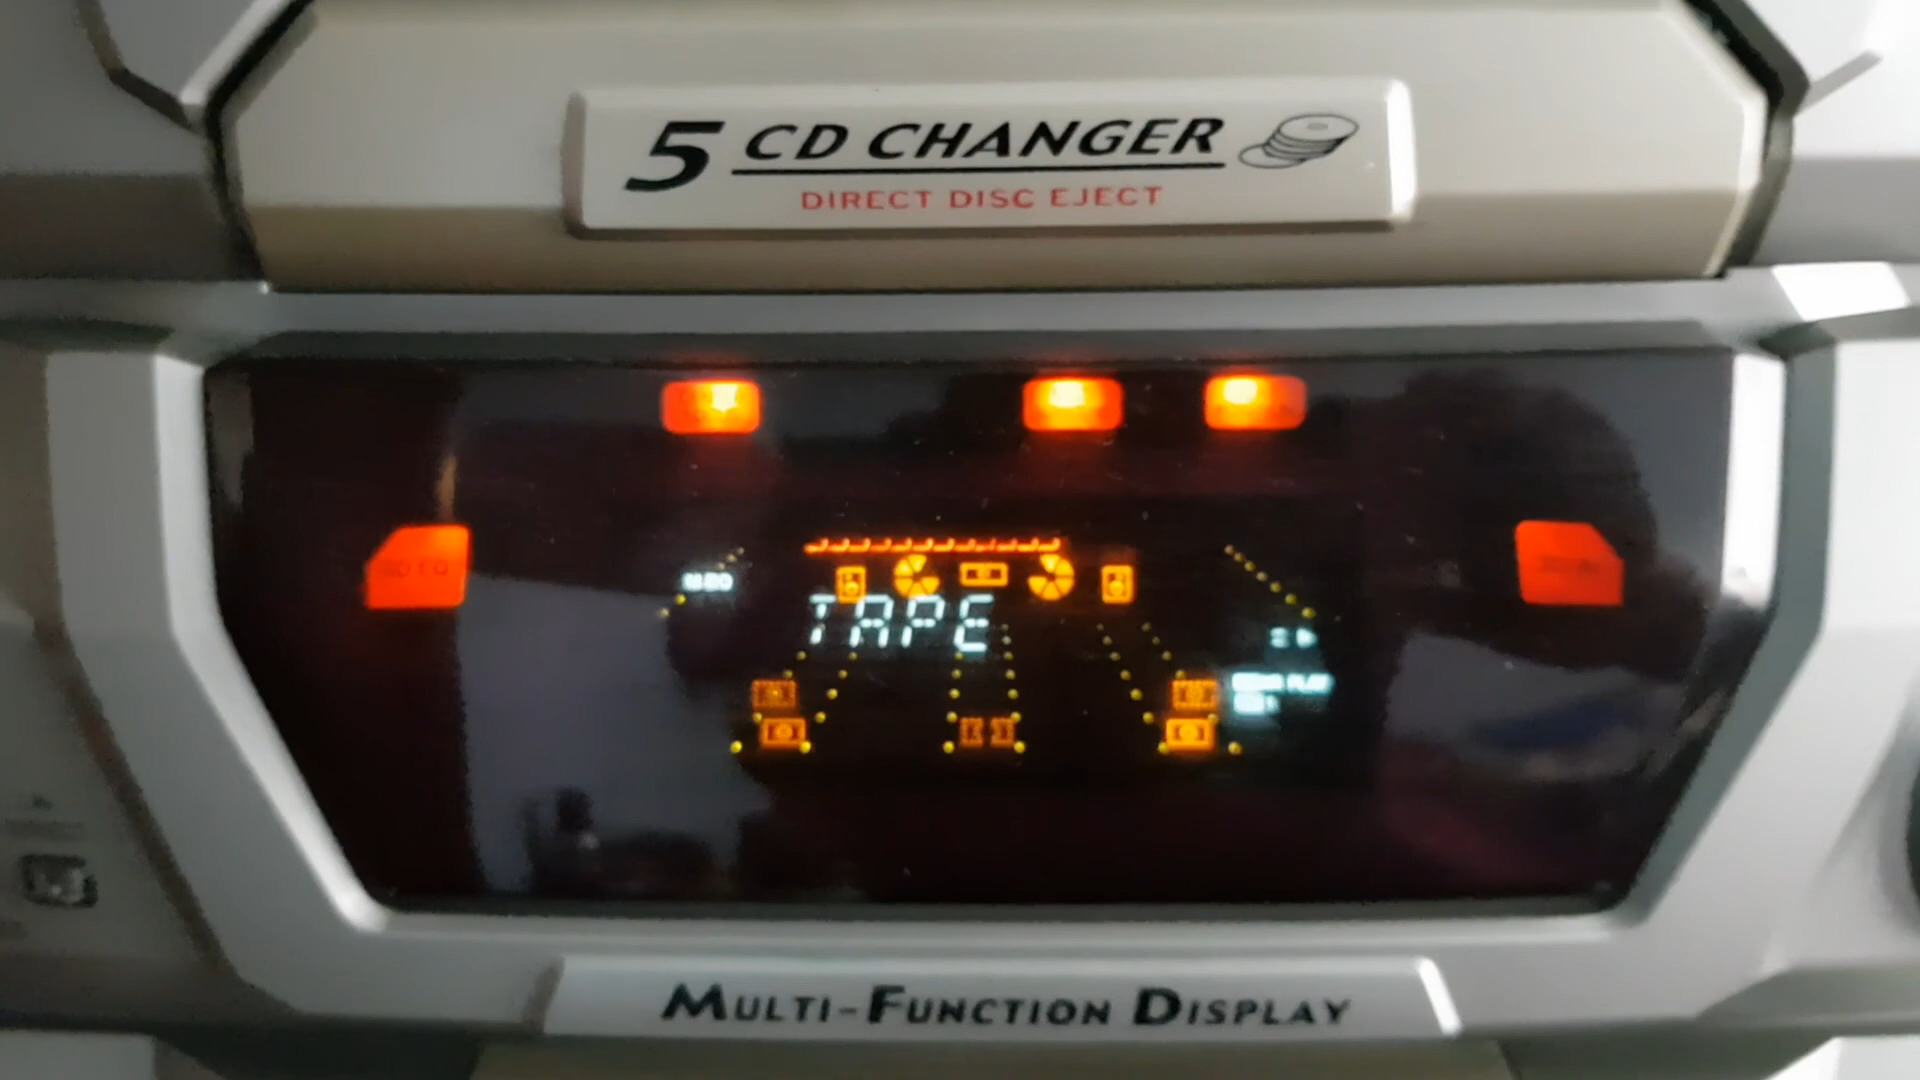 5 CD CHANGER
DIRECT DISC EJECT
TAPE
MULTI-FUNCTION DISPLAY